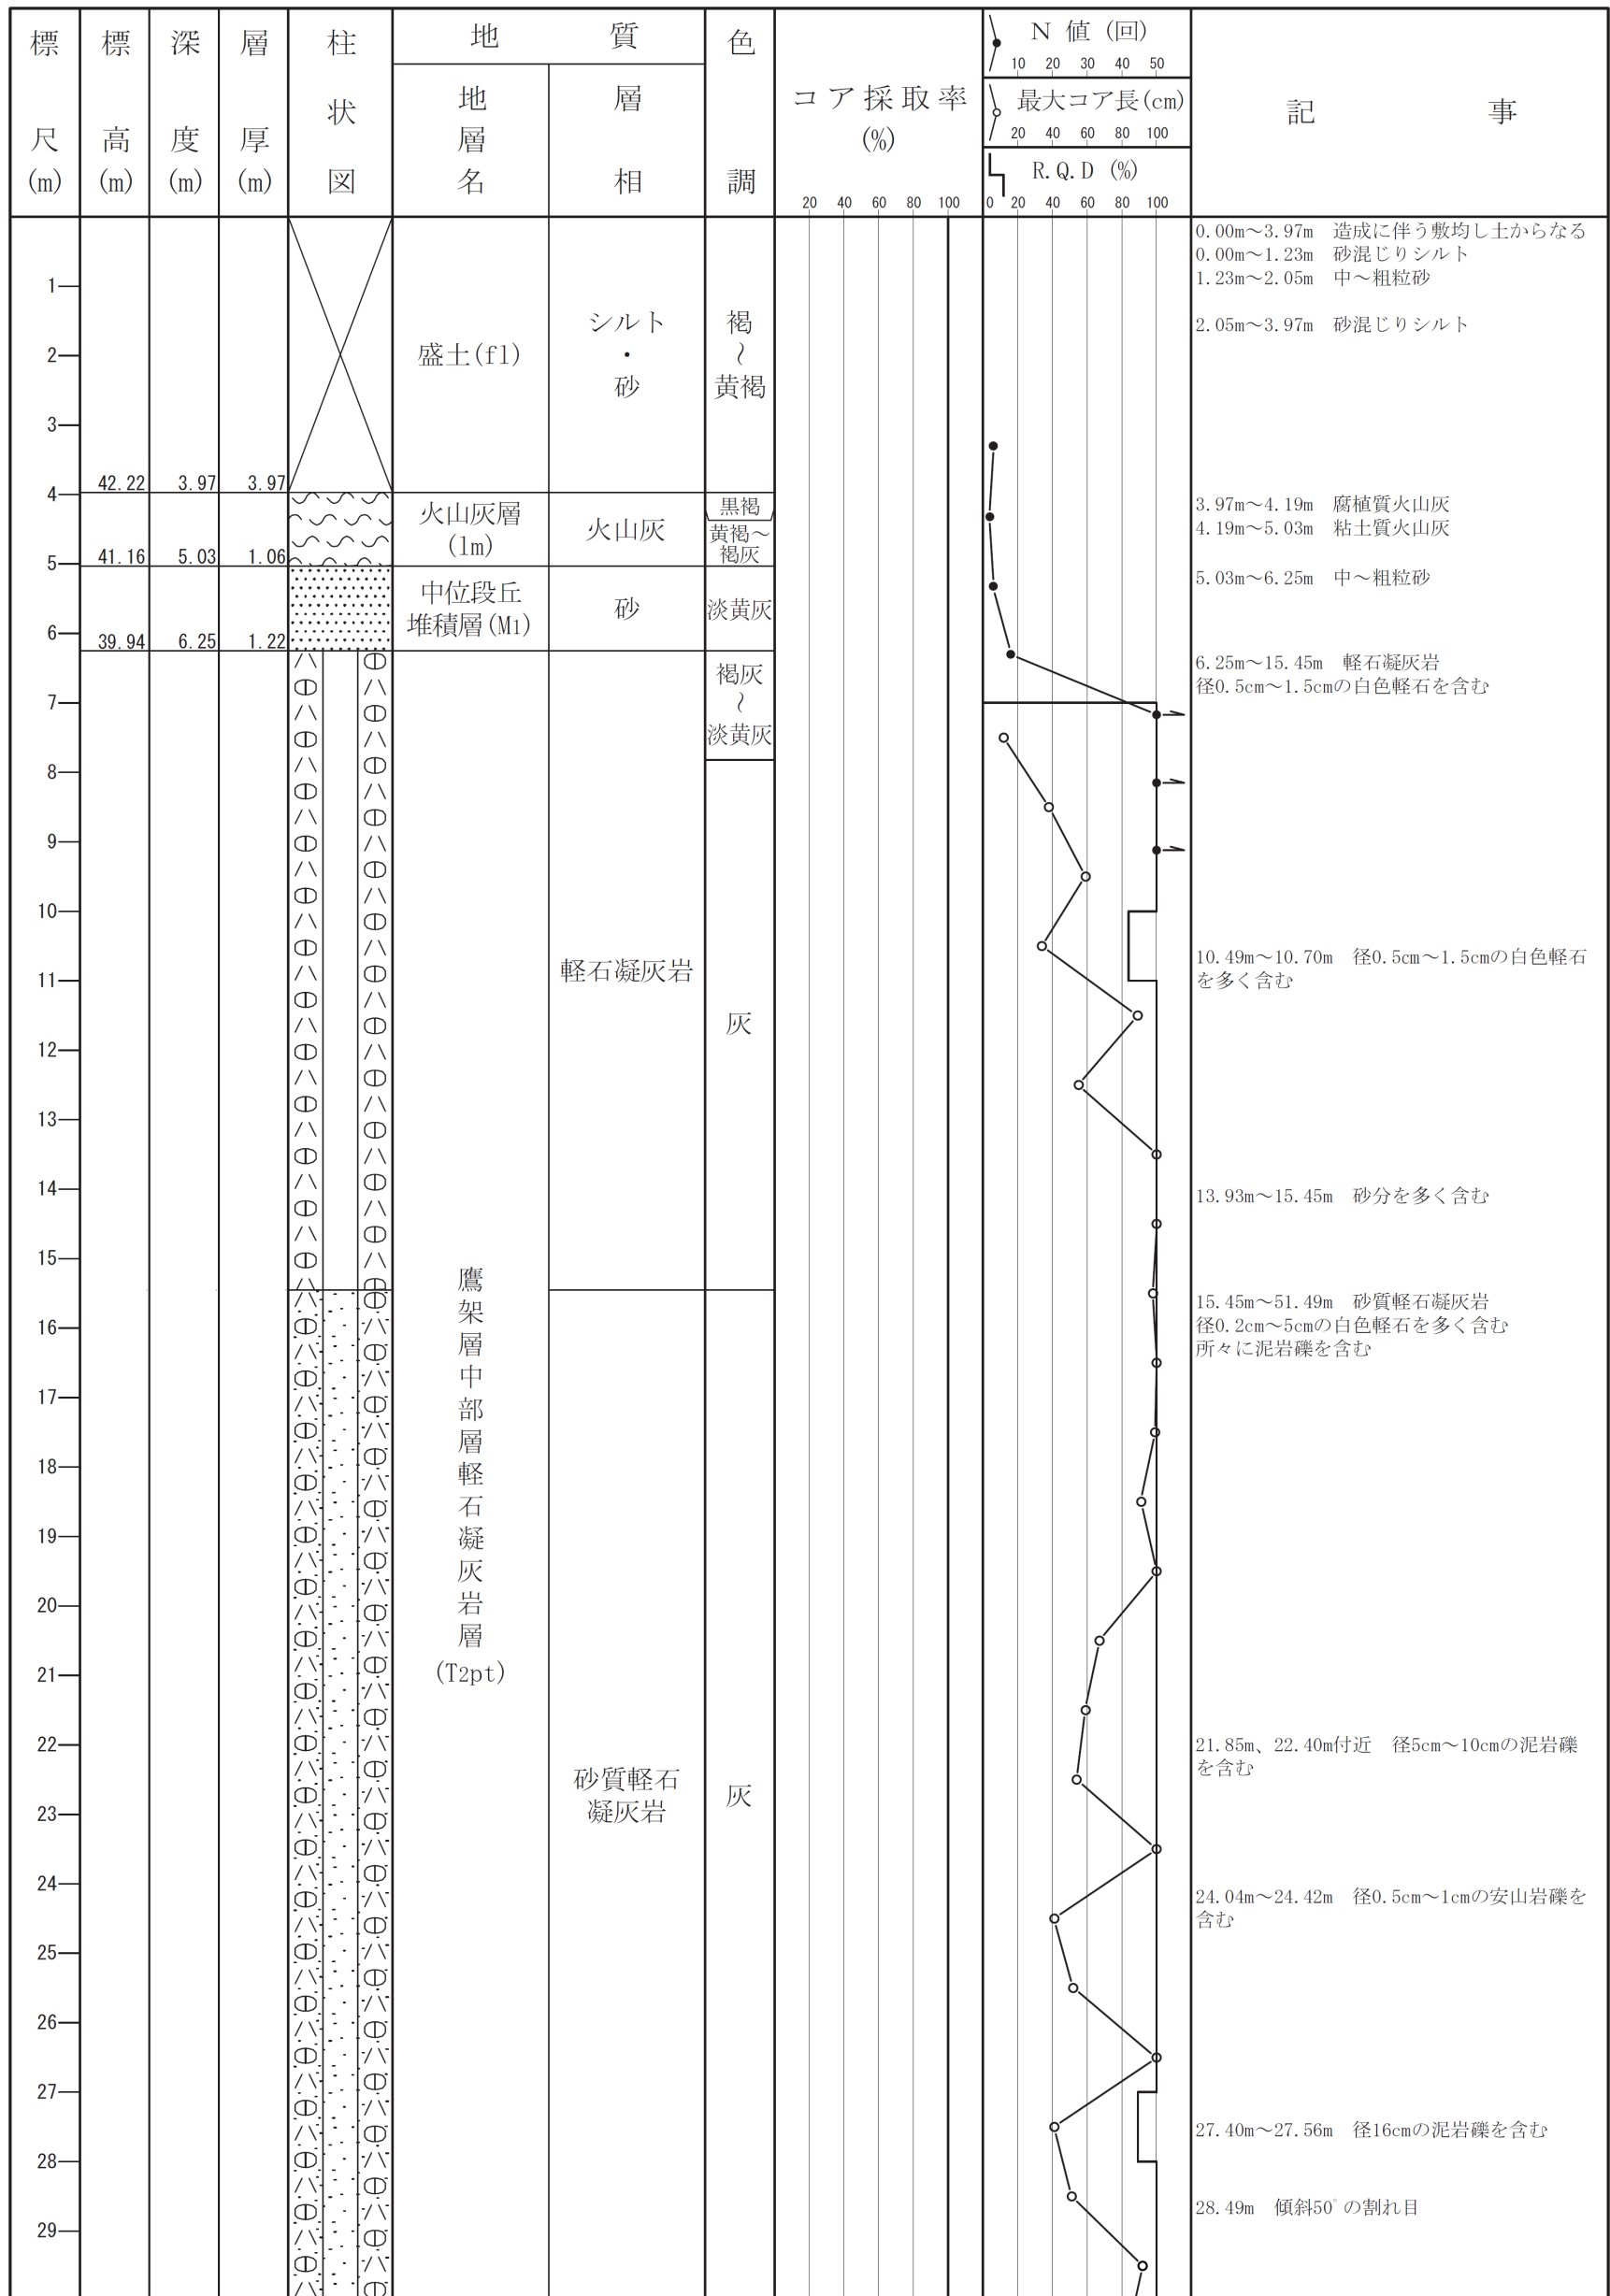 標尺(m)
標高(m)
深度(m)
層厚(m)
柱状図
地質
地層名
層相
色調
コア採取率
(%)
20 40 60 80 100
N 値 (回)
10 20 30 40 50
最大コア長(cm)
20 40 60 80 100
R.Q.D (%)
0 20 40 60 80 100
記事
0.00m～3.97m 造成に伴う敷均し土からなる
0.00m～1.23m 砂混じりシルト
1.23m～2.05m 中～粗粒砂
2.05m～3.97m 砂混じりシルト
1
2
3
盛土(fl)
シルト
・
砂
褐
～
黄褐
42.22 3.97 3.97
4
火山灰層
(lm)
火山灰
黒褐
黄褐～
褐灰
3.97m～4.19m 腐植質火山灰
4.19m～5.03m 粘土質火山灰
41.16 5.03 1.06
5
中位段丘
堆積層(M1)
砂
淡黄灰
5.03m～6.25m 中～粗粒砂
6
39.94 6.25 1.22
褐灰
～
淡黄灰
6.25m～15.45m 軽石凝灰岩
径0.5cm～1.5cmの白色軽石を含む
7
8
9
10
10.49m～10.70m 径0.5cm～1.5cmの白色軽石
を多く含む
11
軽石凝灰岩
灰
12
13
14
13.93m～15.45m 砂分を多く含む
15
鷹架層中部層軽石凝灰岩層
(T2pt)
15.45m～51.49m 砂質軽石凝灰岩
径0.2cm～5cmの白色軽石を多く含む
所々に泥岩礫を含む
16
17
18
19
20
21
22
21.85m、22.40m付近 径5cm～10cmの泥岩礫
を含む
砂質軽石
凝灰岩
灰
23
24
24.04m～24.42m 径0.5cm～1cmの安山岩礫を
含む
25
26
27
27.40m～27.56m 径16cmの泥岩礫を含む
28
28.49m 傾斜50°の割れ目
29